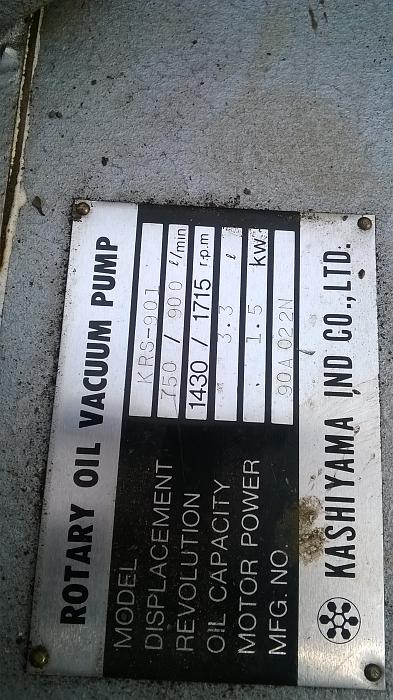 ROTARY OIL VACUUM PUMP
MODEL KRS-901
DISPLACEMENT 750 / 900 ℓ/min
REVOLUTION 1430 / 1715 r.p.m
OIL CAPACITY 3.3 ℓ
MOTOR POWER 1.5 kw
MFG. NO. 90A022N
KASHIYAMA IND CO., LTD.